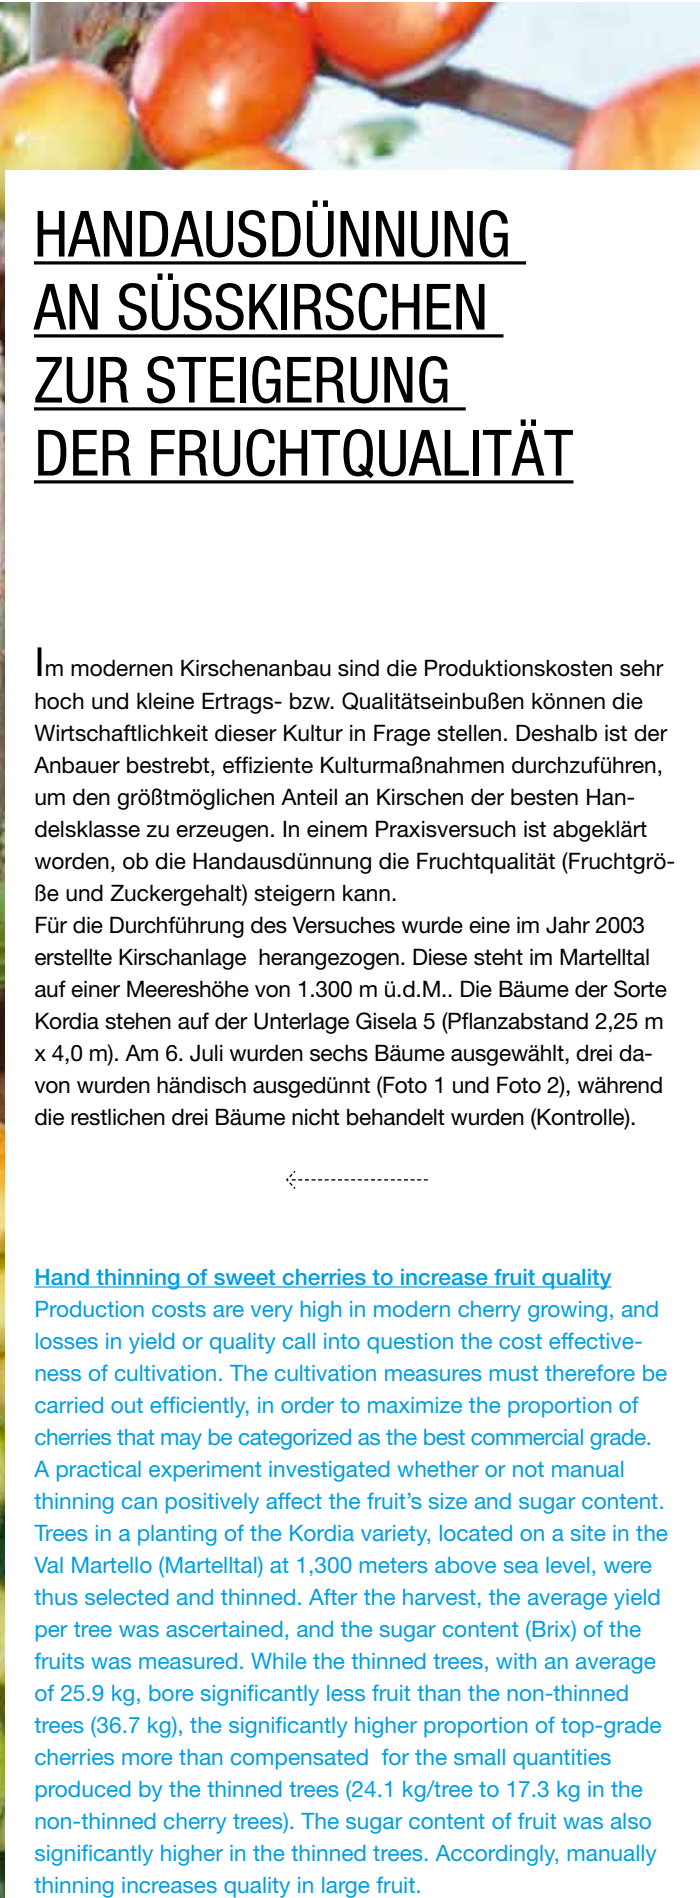 HANDAUSDÜNNUNG
AN SÜSSKIRSCHEN
ZUR STEIGERUNG
DER FRUCHTQUALITÄT
Im modernen Kirschenanbau sind die Produktionskosten sehr
hoch und kleine Ertrags- bzw. Qualitätseinbußen können die
Wirtschaftlichkeit dieser Kultur in Frage stellen. Deshalb ist der
Anbauer bestrebt, effiziente Kulturmaßnahmen durchzuführen,
um den größtmöglichen Anteil an Kirschen der besten Han-
delsklasse zu erzeugen. In einem Praxisversuch ist abgeklärt
worden, ob die Handausdünnung die Fruchtqualität (Fruchtgrö-
ße und Zuckergehalt) steigern kann.
Für die Durchführung des Versuches wurde eine im Jahr 2003
erstellte Kirschanlage  herangezogen. Diese steht im Martelltal
auf einer Meereshöhe von 1.300 m ü.d.M.. Die Bäume der Sorte
Kordia stehen auf der Unterlage Gisela 5 (Pflanzabstand 2,25 m
x 4,0 m). Am 6. Juli wurden sechs Bäume ausgewählt, drei da-
von wurden händisch ausgedünnt (Foto 1 und Foto 2), während
die restlichen drei Bäume nicht behandelt wurden (Kontrolle).
Hand thinning of sweet cherries to increase fruit quality
Production costs are very high in modern cherry growing, and
losses in yield or quality call into question the cost effective-
ness of cultivation. The cultivation measures must therefore be
carried out efficiently, in order to maximize the proportion of
cherries that may be categorized as the best commercial grade.
A practical experiment investigated whether or not manual
thinning can positively affect the fruit’s size and sugar content.
Trees in a planting of the Kordia variety, located on a site in the
Val Martello (Martelltal) at 1,300 meters above sea level, were
thus selected and thinned. After the harvest, the average yield
per tree was ascertained, and the sugar content (Brix) of the
fruits was measured. While the thinned trees, with an average
of 25.9 kg, bore significantly less fruit than the non-thinned
trees (36.7 kg), the significantly higher proportion of top-grade
cherries more than compensated  for the small quantities
produced by the thinned trees (24.1 kg/tree to 17.3 kg in the
non-thinned cherry trees). The sugar content of fruit was also
significantly higher in the thinned trees. Accordingly, manually
thinning increases quality in large fruit.